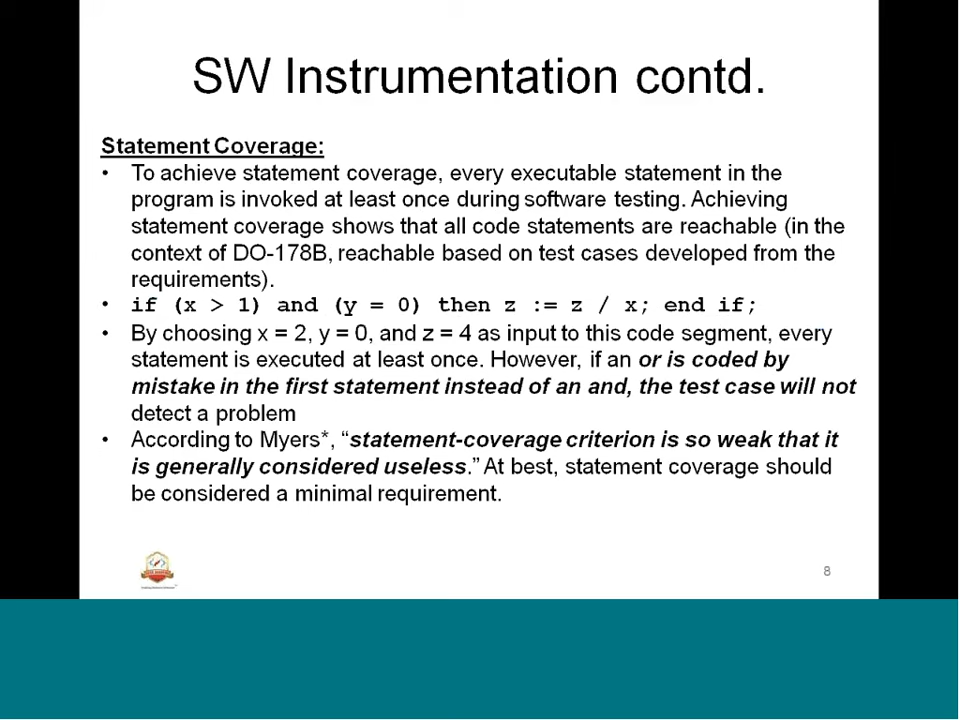 SW Instrumentation contd.
Statement Coverage:
• To achieve statement coverage, every executable statement in the
program is invoked at least once during software testing. Achieving
statement coverage shows that all code statements are reachable (in the
context of DO-178B, reachable based on test cases developed from the
requirements).
• if (x > 1) and (y = 0) then z := z / x; end if;
• By choosing x = 2, y = 0, and z = 4 as input to this code segment, every
statement is executed at least once. However, if an or is coded by
mistake in the first statement instead of an and, the test case will not
detect a problem
• According to Myers*, “statement-coverage criterion is so weak that it
is generally considered useless.” At best, statement coverage should
be considered a minimal requirement.
8